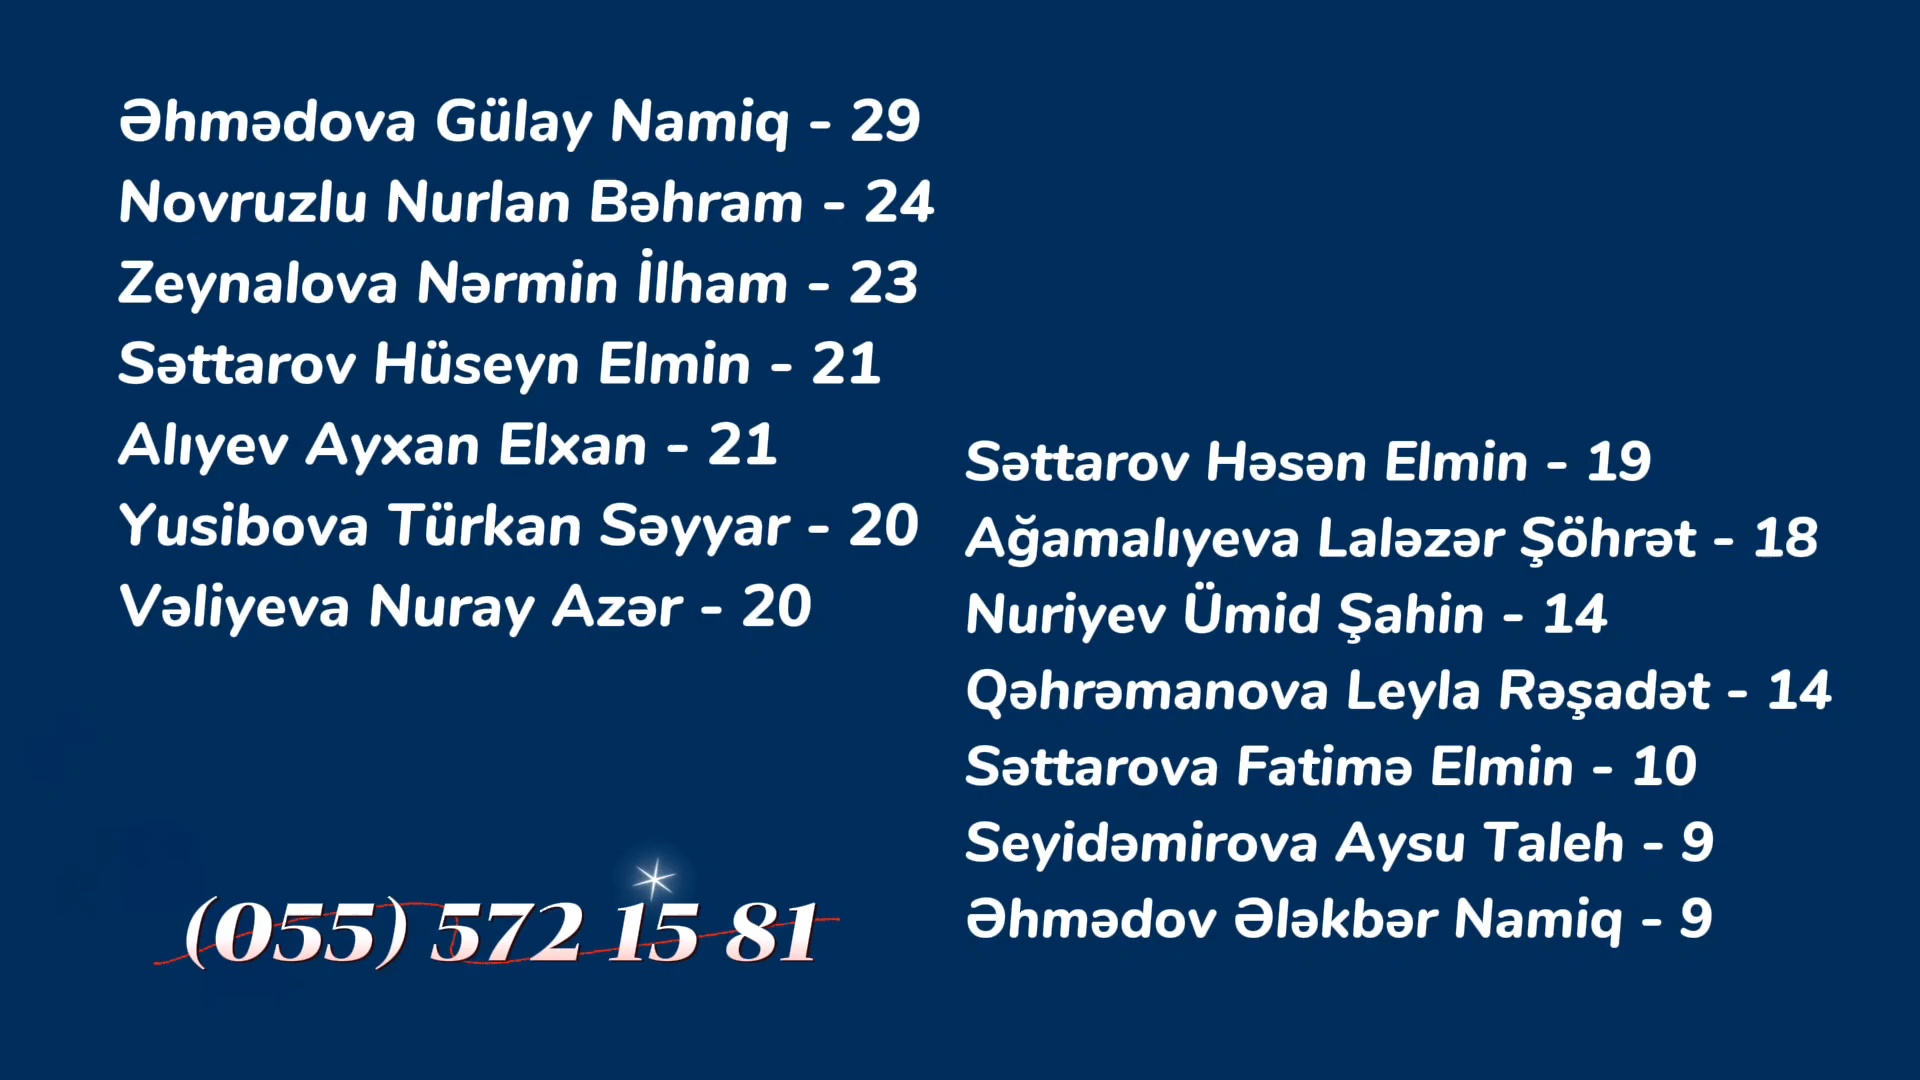 Əhmədova Gülay Namiq - 29
Novruzlu Nurlan Bəhram - 24
Zeynalova Nərmin İlham - 23
Səttarov Hüseyn Elmin - 21
Alıyev Ayxan Elxan - 21
Yusibova Türkan Səyyar - 20
Vəliyeva Nuray Azər - 20
Səttarov Həsən Elmin - 19
Ağamalıyeva Laləzər Şöhrət - 18
Nuriyev Ümid Şahin - 14
Qəhrəmanova Leyla Rəşadət - 14
Səttarova Fatimə Elmin - 10
Seyidəmirova Aysu Taleh - 9
Əhmədov Ələkbər Namiq - 9
(055) 572 15 81